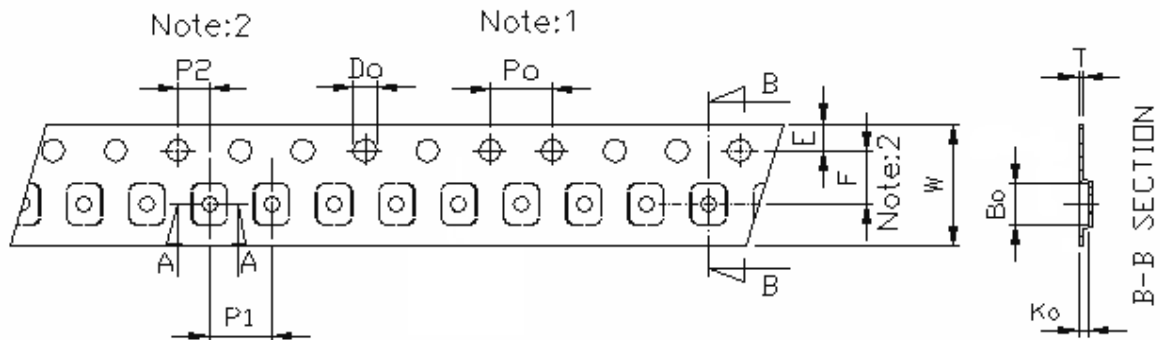 Note:2
Note:1
P2
Do
Po
B
T
E
F
Note:2
W
Bo
B-B SECTION
A
A
B
P1
Ko